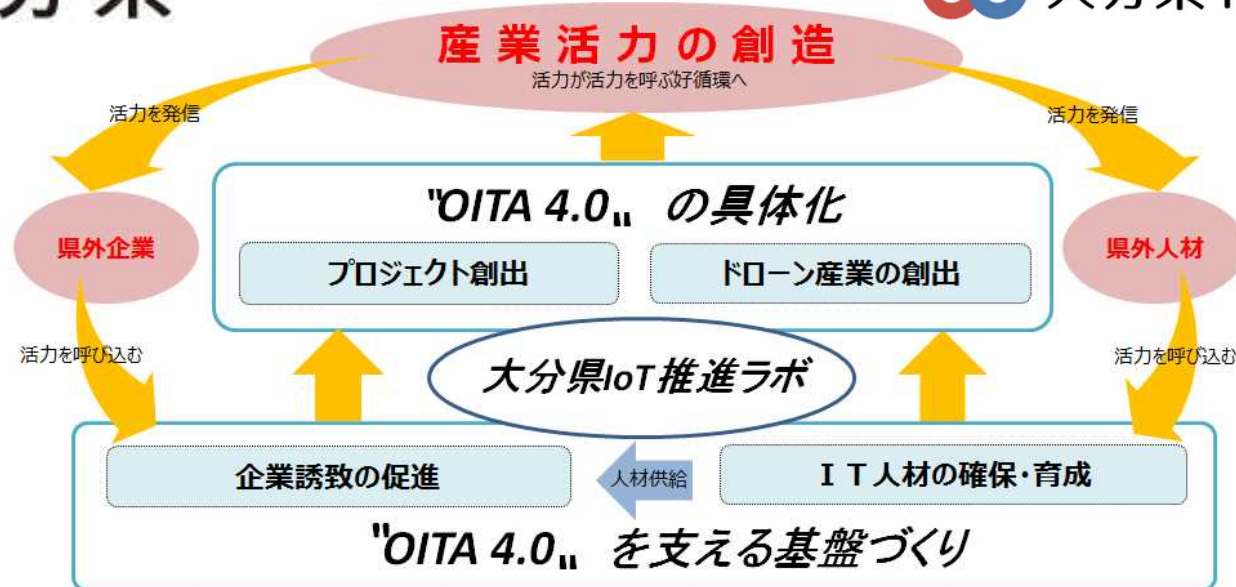 産業活力の創造
活力が活力を呼ぶ好循環へ
活力を発信
活力を発信
"OITA 4.0" の具体化
県外企業
県外人材
プロジェクト創出
ドローン産業の創出
活力を呼び込む
活力を呼び込む
大分県IoT推進ラボ
企業誘致の促進
人材供給
ＩＴ人材の確保・育成
"OITA 4.0" を支える基盤づくり